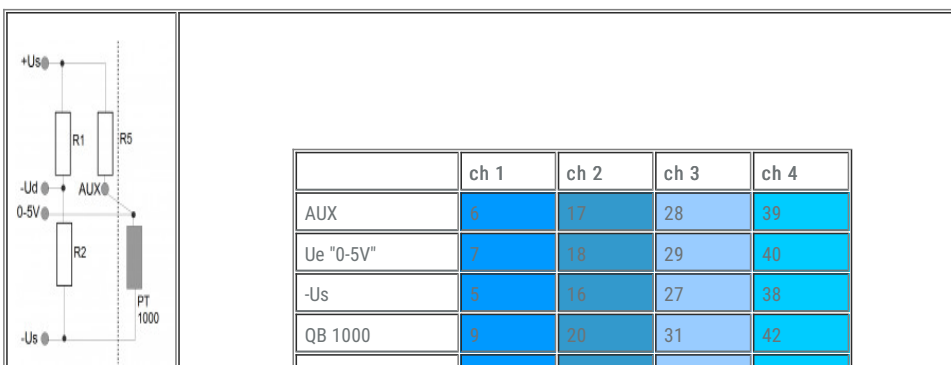 +Us
R1
R5
-Ud
AUX
0-5V
R2
PT
1000
-Us
ch 1 ch 2 ch 3 ch 4
AUX 6 17 28 39
Ue "0-5V" 7 18 29 40
-Us 5 16 27 38
QB 1000 9 20 31 42